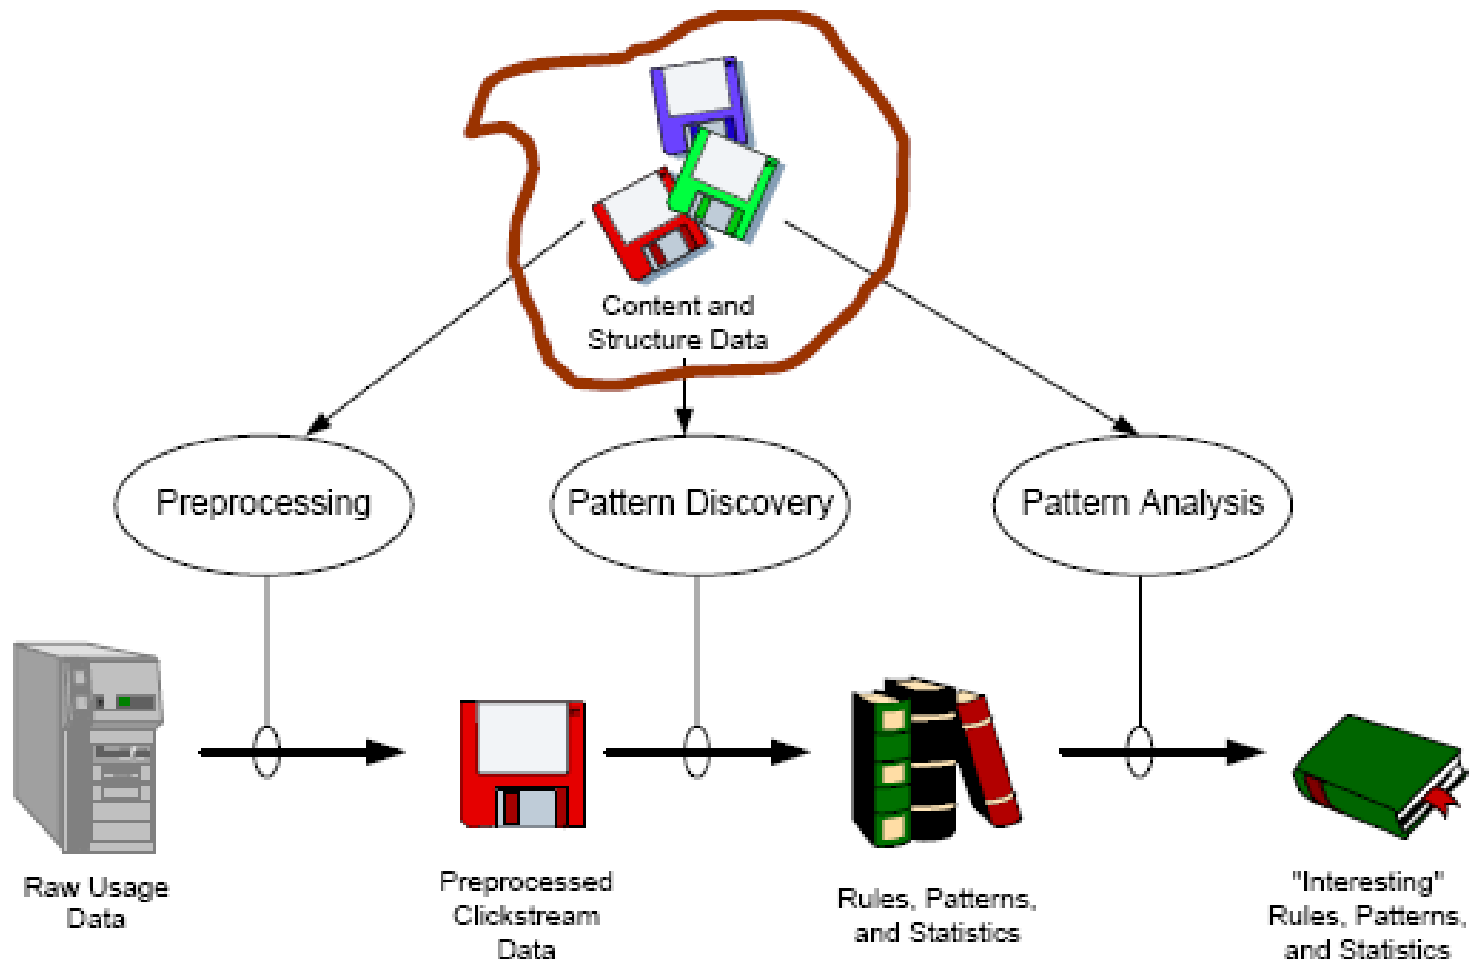 Content and
Structure Data
Preprocessing
Pattern Discovery
Pattern Analysis
Raw Usage
Data
Preprocessed
Clickstream
Data
Rules, Patterns,
and Statistics
"Interesting"
Rules, Patterns,
and Statistics